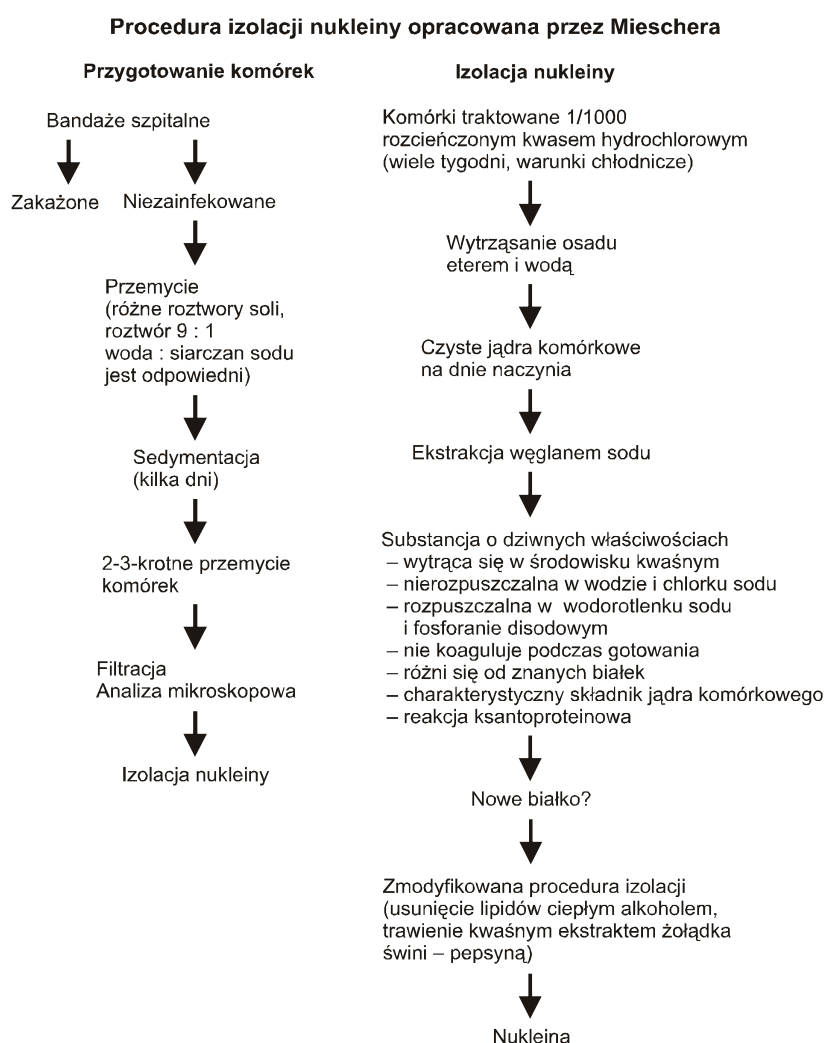 Procedura izolacji nukleiny opracowana przez Mieschera
Przygotowanie komórek
Bandaże szpitalne
Zakażone
Niezainfekowane
Przemycie
(różne roztwory soli,
roztwór 9 : 1
woda : siarczan sodu
jest odpowiedni)
Sedymentacja
(kilka dni)
2-3-krotne przemycie
komórek
Filtracja
Analiza mikroskopowa
Izolacja nukleiny
Izolacja nukleiny
Komórki traktowane 1/1000
rozcieńczonym kwasem hydrochlorowym
(wiele tygodni, warunki chłodnicze)
Wytrząsanie osadu
eterem i wodą
Czyste jądra komórkowe
na dnie naczynia
Ekstrakcja węglanem sodu
Substancja o dziwnych właściwościach
– wytrąca się w środowisku kwaśnym
– nierozpuszczalna w wodzie i chlorku sodu
– rozpuszczalna w wodorotlenku sodu
i fosforanie disodowym
– nie koaguluje podczas gotowania
– różni się od znanych białek
– charakterystyczny składnik jądra komórkowego
– reakcja ksantoproteinowa
Nowe białko?
Zmodyfikowana procedura izolacji
(usunięcie lipidów ciepłym alkoholem,
trawienie kwaśnym ekstraktem żołądka
świni – pepsyną)
Nukleina